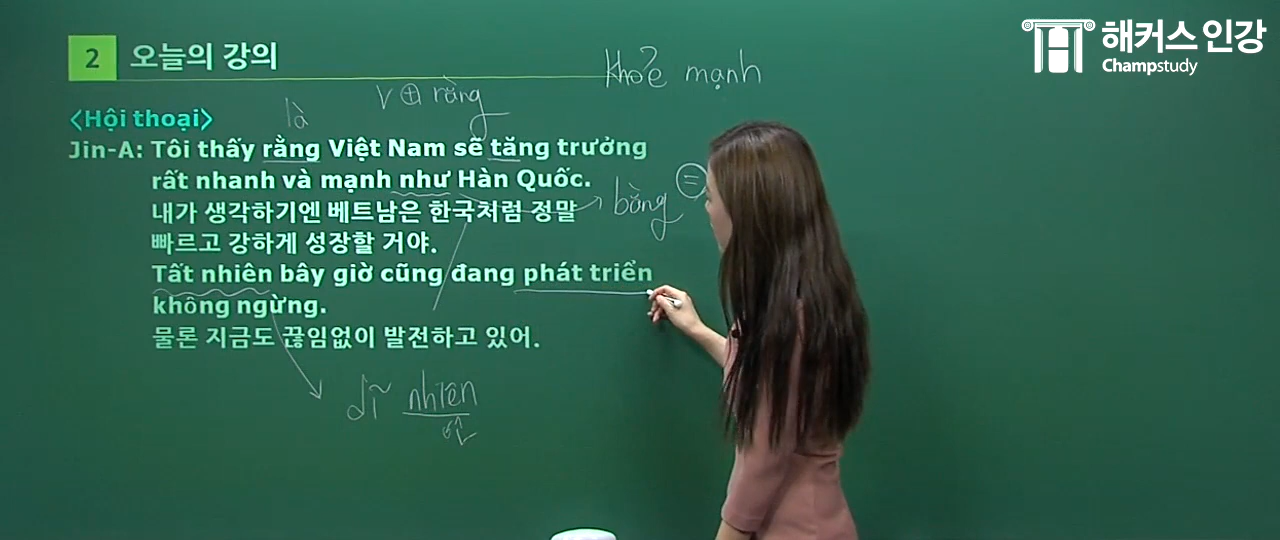 해커스 인강
Champstudy
2 오늘의 강의
khỏe mạnh
V ⊕ rằng
là
<Hội thoại>
Jin-A: Tôi thấy rằng Việt Nam sẽ tăng trưởng
rất nhanh và mạnh như Hàn Quốc.
bằng =
내가 생각하기엔 베트남은 한국처럼 정말
빠르고 강하게 성장할 거야.
Tất nhiên bây giờ cũng đang phát triển
không ngừng.
물론 지금도 끊임없이 발전하고 있어.
dĩ nhiên